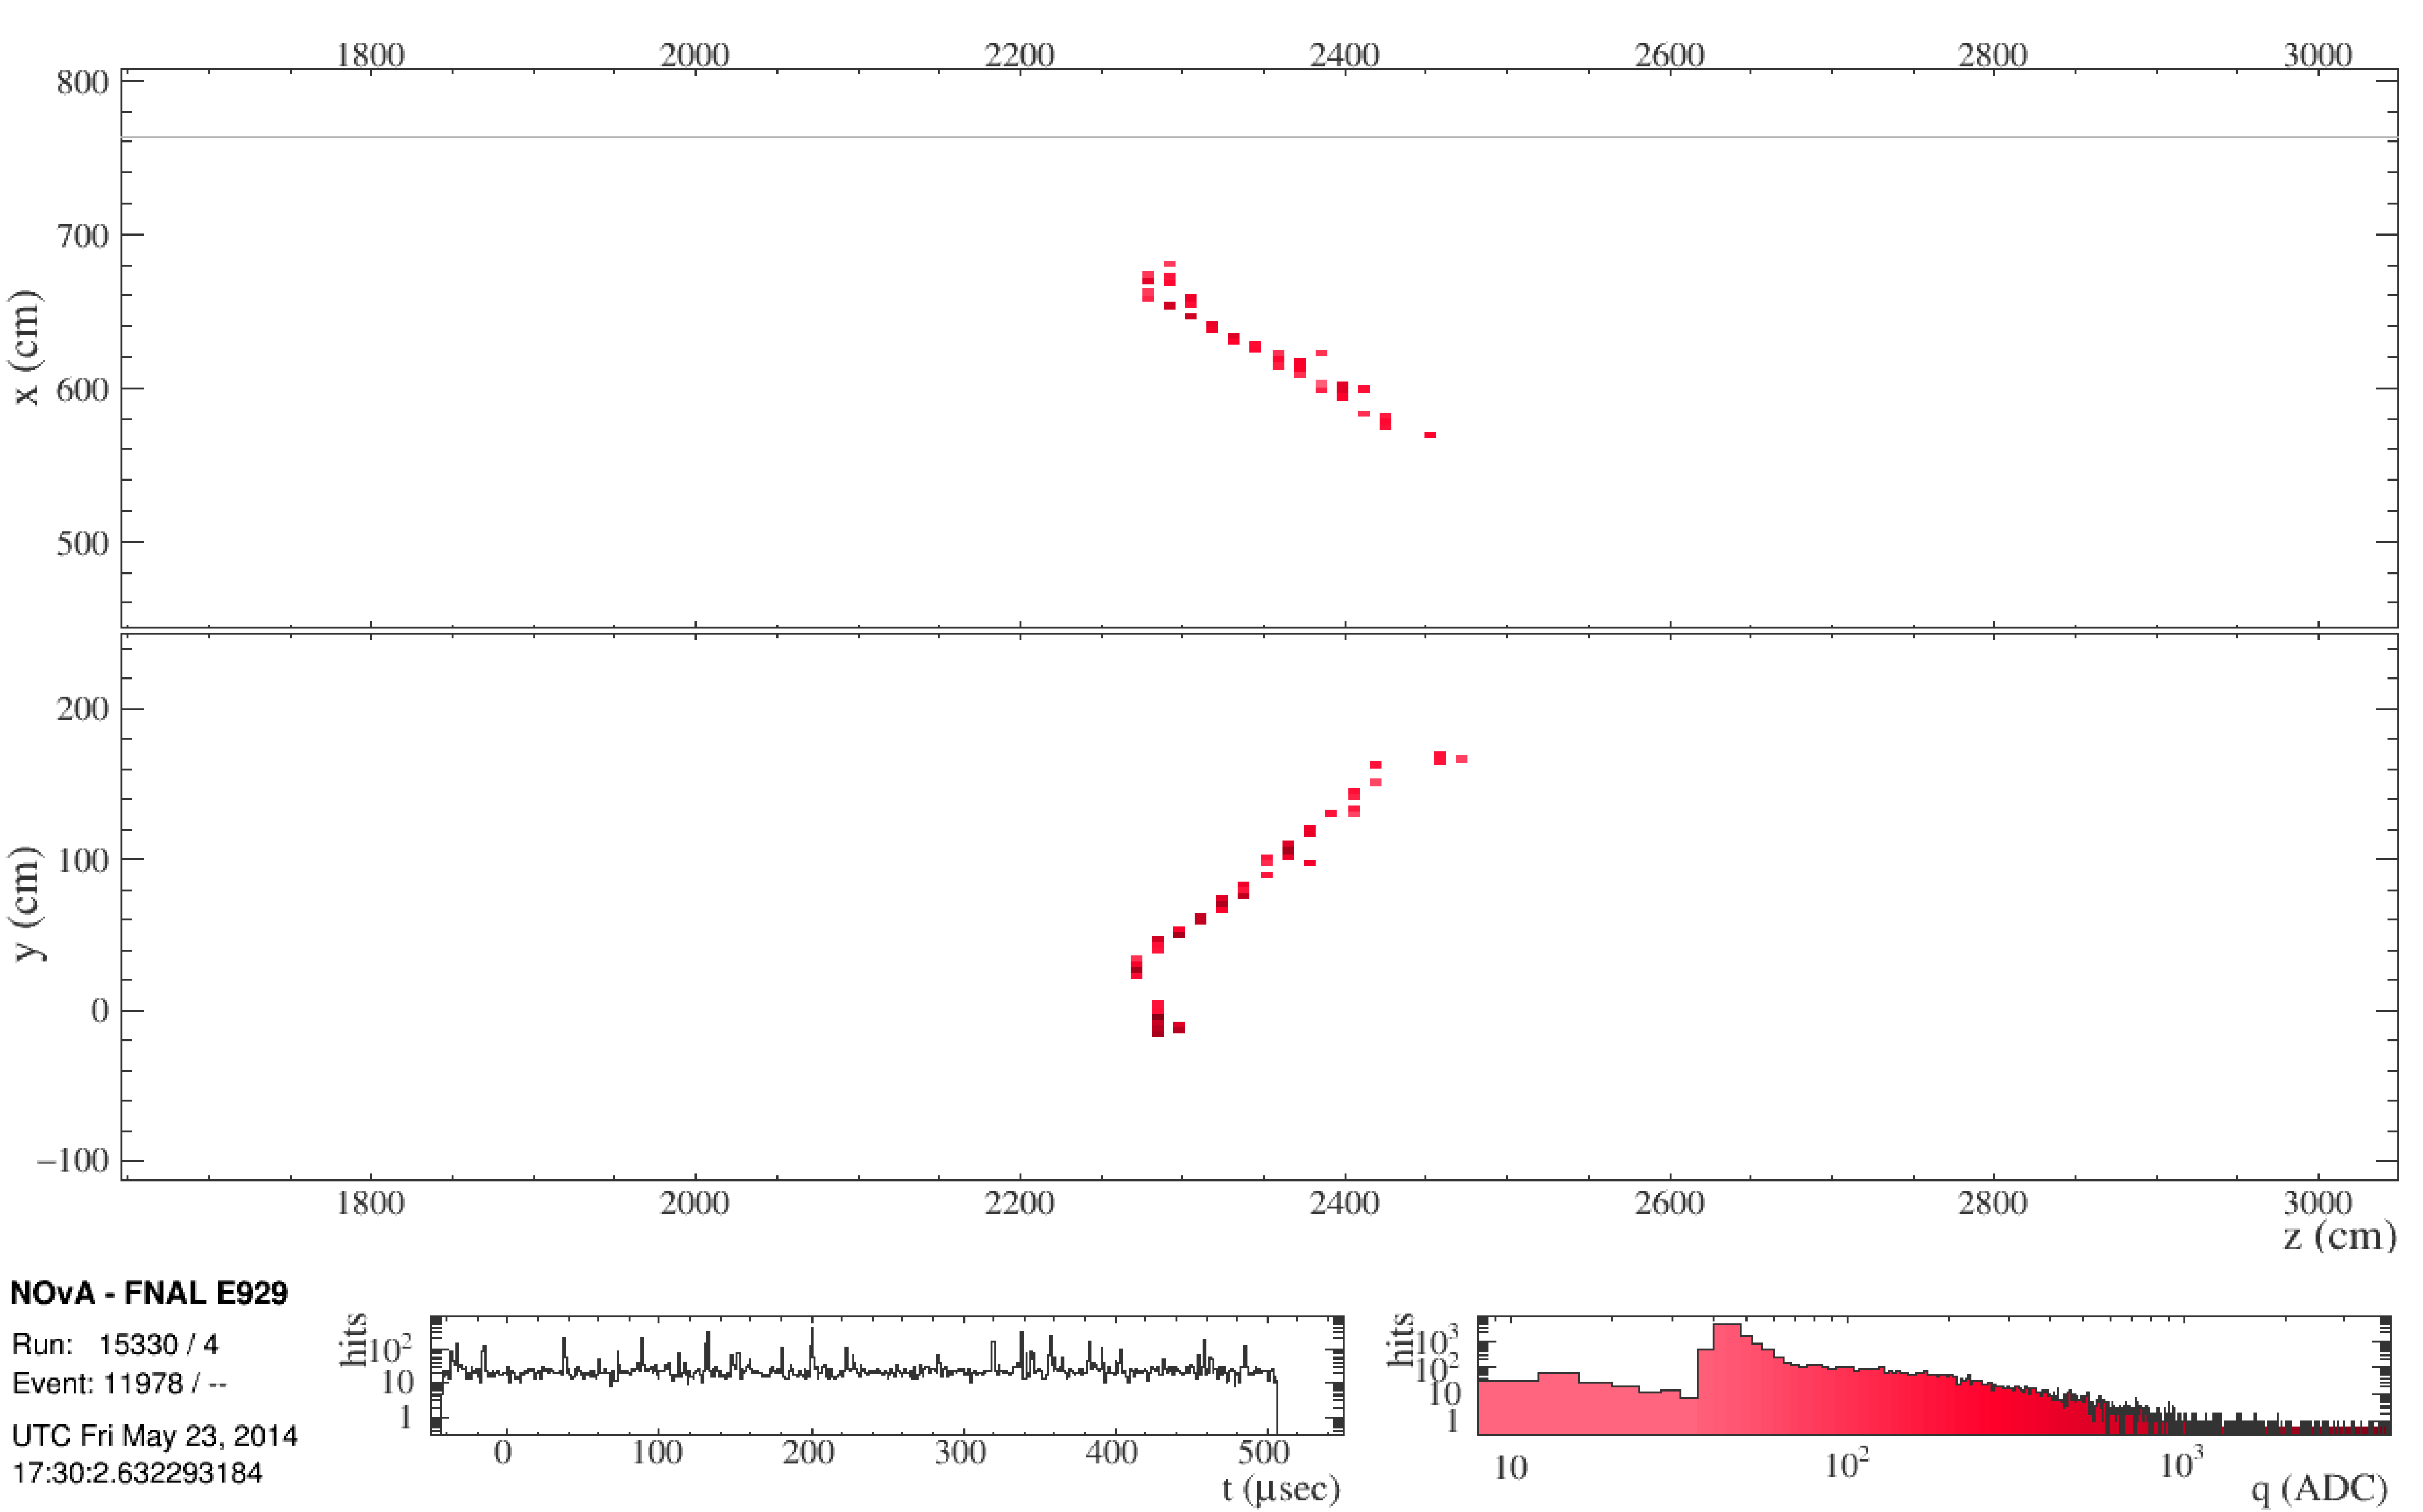 1800 2000 2200 2400 2600 2800 3000
800
700
600
500
x (cm)
200
100
0
−100
y (cm)
1800 2000 2200 2400 2600 2800 3000
z (cm)
NOvA - FNAL E929
Run: 15330 / 4
Event: 11978 / --
UTC Fri May 23, 2014
17:30:2.632293184
hits
10²
10
1
0 100 200 300 400 500
t (μsec)
hits
10³
10²
10
1
10 10² 10³
q (ADC)